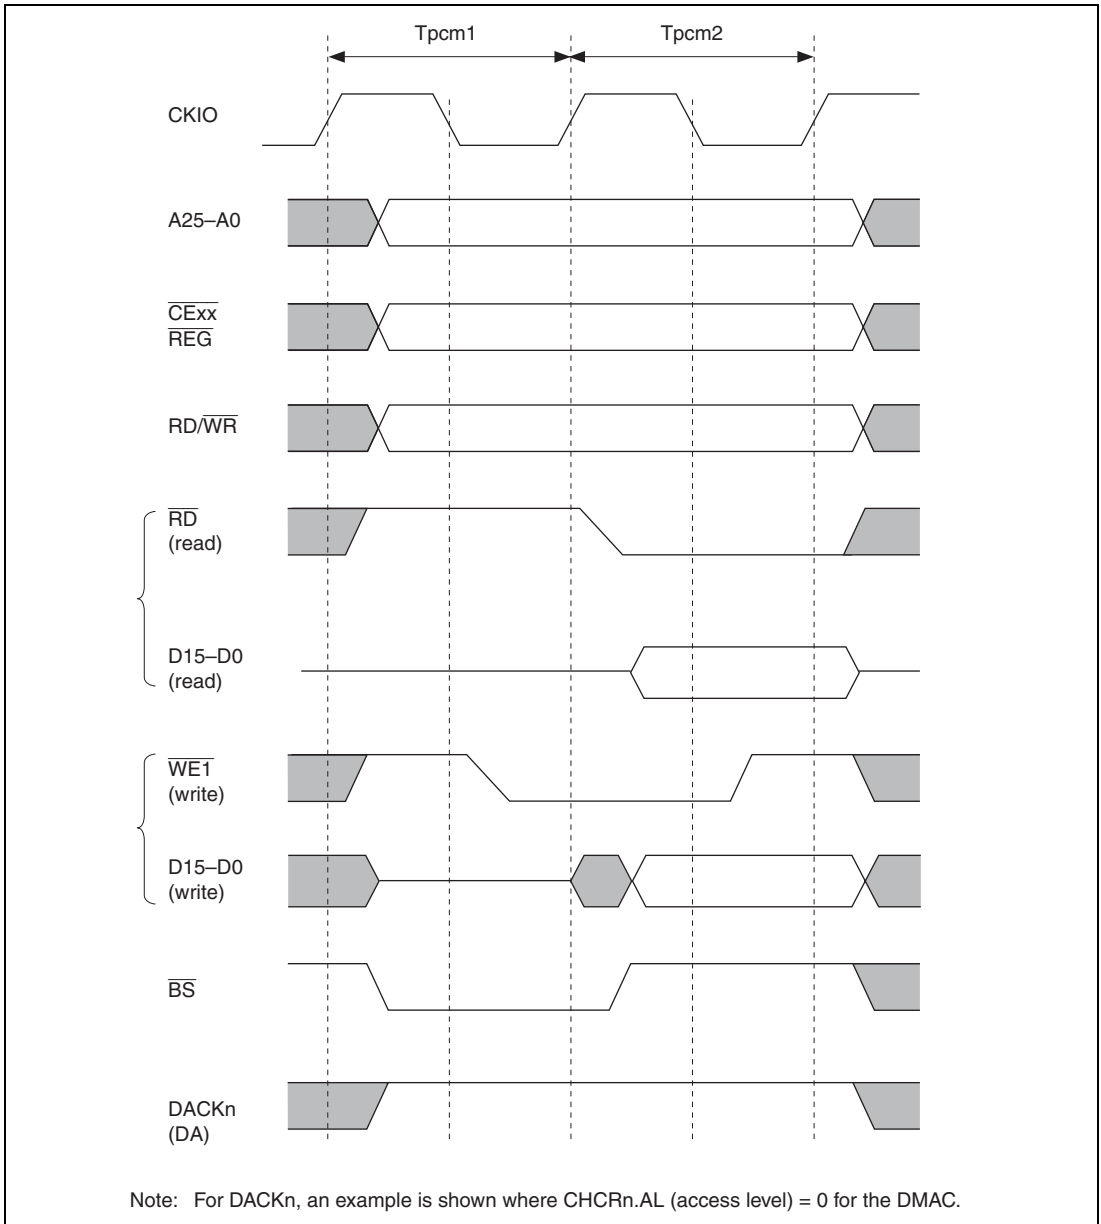 Tpcm1 Tpcm2
CKIO
A25–A0
CExx
REG
RD/WR
RD
(read)
D15–D0
(read)
WE1
(write)
D15–D0
(write)
BS
DACKn
(DA)
Note: For DACKn, an example is shown where CHCRn.AL (access level) = 0 for the DMAC.